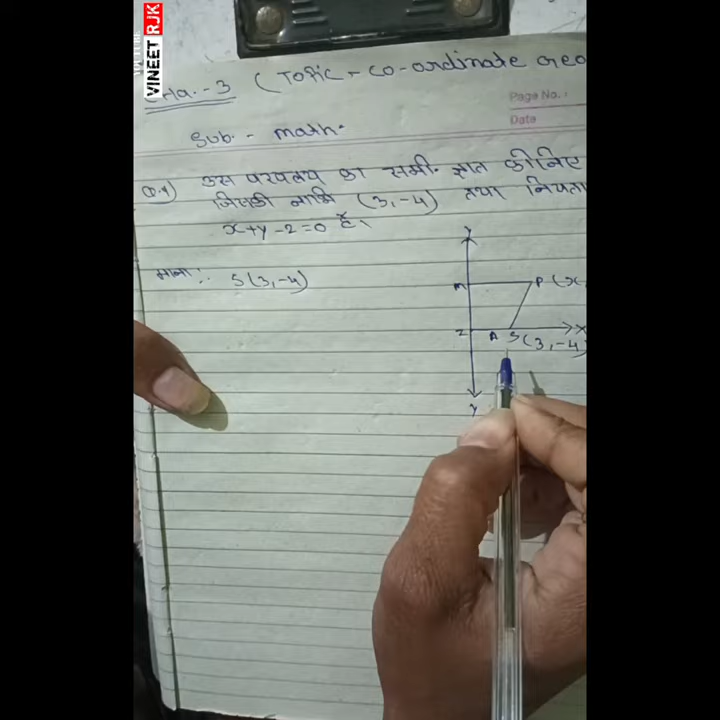 VINEET RJK
Cha.-3 (Topic - Co-ordinate Geo
Page No.:
Date
Sub. - math.
Q.1) उस परवलय का समी. ज्ञात कीजिए
जिसकी नाभि (3,-4) तथा नियता
x+y-2=0 है।
माना:. S(3,-4)
y
m
P (x,
Z
A
S(3,-4)
x
y